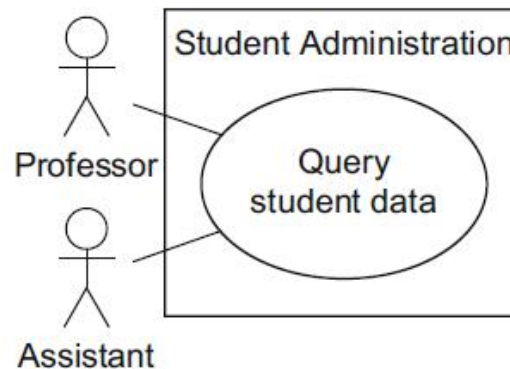 Student Administration
Professor
Query
student data
Assistant